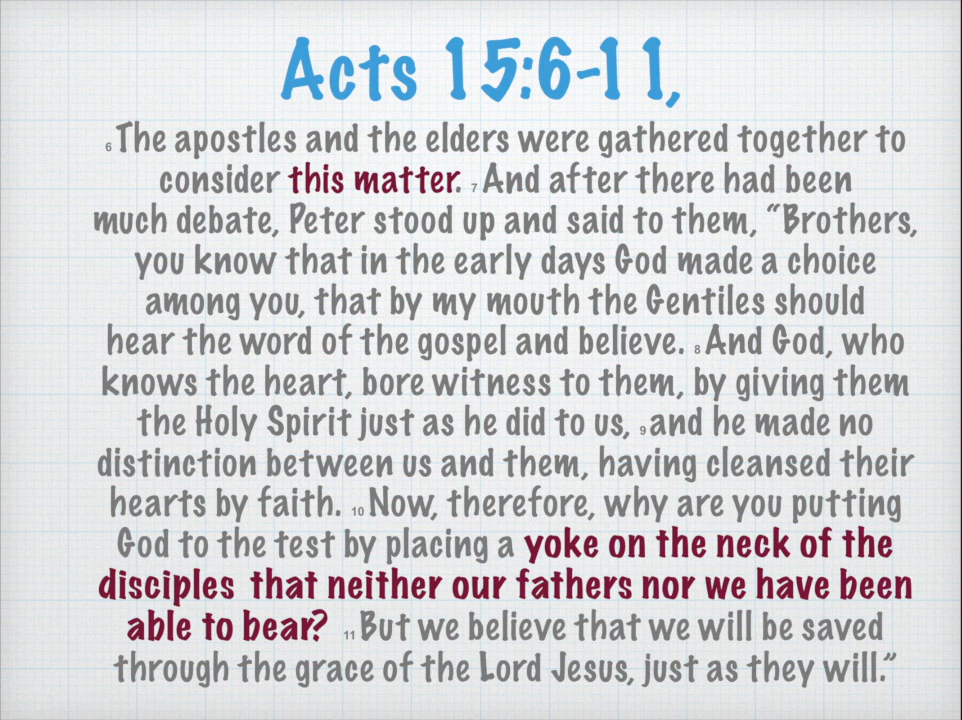 Acts 15:6-11,
6 The apostles and the elders were gathered together to
consider this matter. 7 And after there had been
much debate, Peter stood up and said to them, “Brothers,
you know that in the early days God made a choice
among you, that by my mouth the Gentiles should
hear the word of the gospel and believe. 8 And God, who
knows the heart, bore witness to them, by giving them
the Holy Spirit just as he did to us, 9 and he made no
distinction between us and them, having cleansed their
hearts by faith. 10 Now, therefore, why are you putting
God to the test by placing a yoke on the neck of the
disciples that neither our fathers nor we have been
able to bear? 11 But we believe that we will be saved
through the grace of the Lord Jesus, just as they will.”